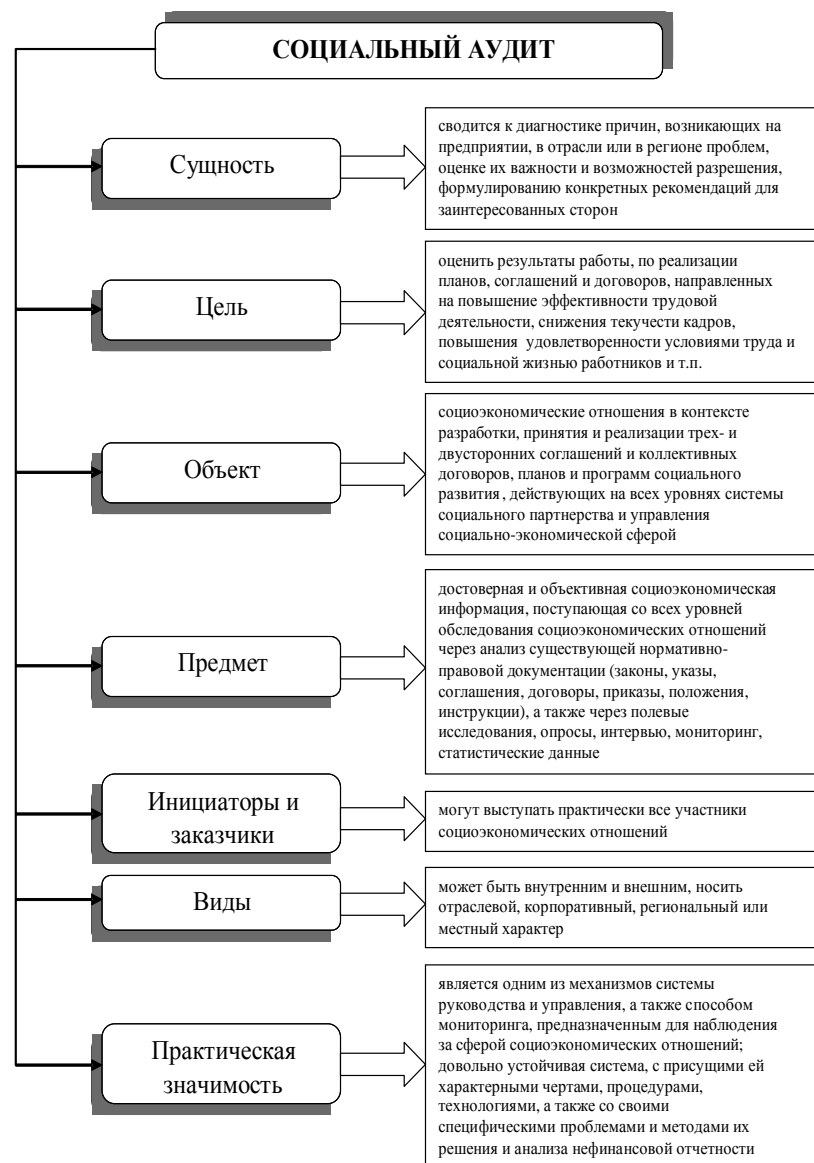 СОЦИАЛЬНЫЙ АУДИТ
Сущность
сводится к диагностике причин, возникающих на
предприятии, в отрасли или в регионе проблем,
оценке их важности и возможностей разрешения,
формулированию конкретных рекомендаций для
заинтересованных сторон
Цель
оценить результаты работы, по реализации
планов, соглашений и договоров, направленных
на повышение эффективности трудовой
деятельности, снижения текучести кадров,
повышения удовлетворенности условиями труда и
социальной жизнью работников и т.п.
Объект
социоэкономические отношения в контексте
разработки, принятия и реализации трех- и
двусторонних соглашений и коллективных
договоров, планов и программ социального
развития, действующих на всех уровнях системы
социального партнерства и управления
социально-экономической сферой
Предмет
достоверная и объективная социоэкономическая
информация, поступающая со всех уровней
обследования социоэкономических отношений
через анализ существующей нормативно-
правовой документации (законы, указы,
соглашения, договоры, приказы, положения,
инструкции), а также через полевые
исследования, опросы, интервью, мониторинг,
статистические данные
Инициаторы и
заказчики
могут выступать практически все участники
социоэкономических отношений
Виды
может быть внутренним и внешним, носить
отраслевой, корпоративный, региональный или
местный характер
Практическая
значимость
является одним из механизмов системы
руководства и управления, а также способом
мониторинга, предназначенным для наблюдения
за сферой социоэкономических отношений;
довольно устойчивая система, с присущими ей
характерными чертами, процедурами,
технологиями, а также со своими
специфическими проблемами и методами их
решения и анализа нефинансовой отчетности